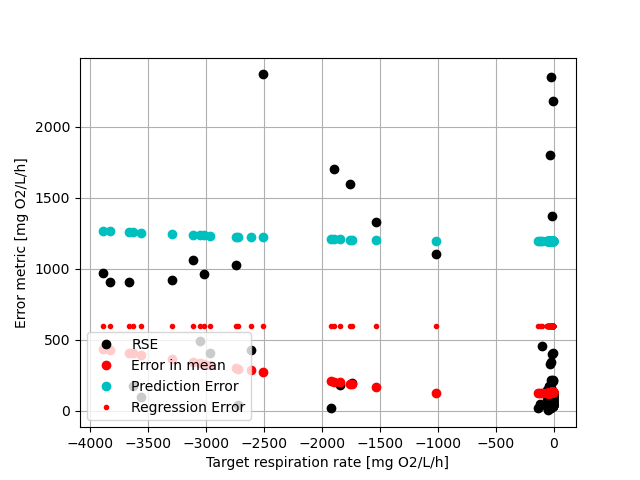 Error metric [mg O2/L/h]
2000
1500
1000
500
0
RSE
Error in mean
Prediction Error
Regression Error
−4000 −3500 −3000 −2500 −2000 −1500 −1000 −500 0
Target respiration rate [mg O2/L/h]